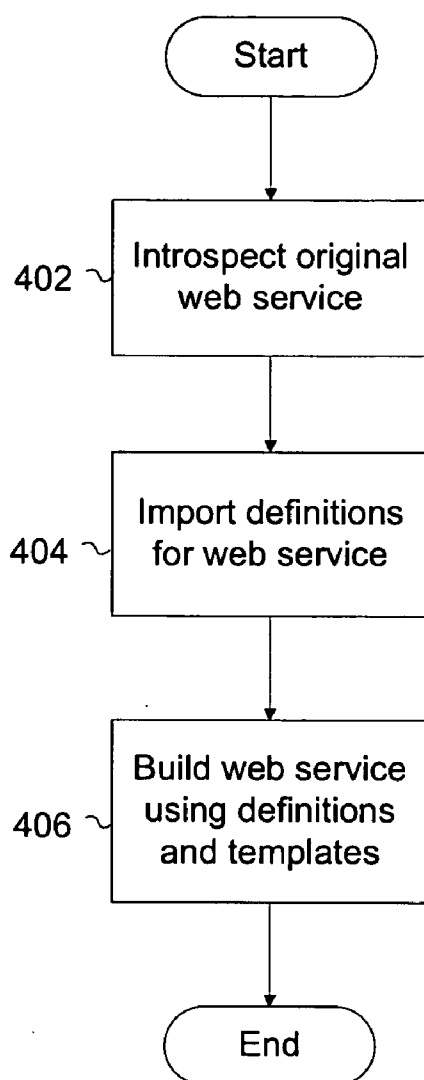 Start
402
Introspect original
web service
404
Import definitions
for web service
406
Build web service
using definitions
and templates
End